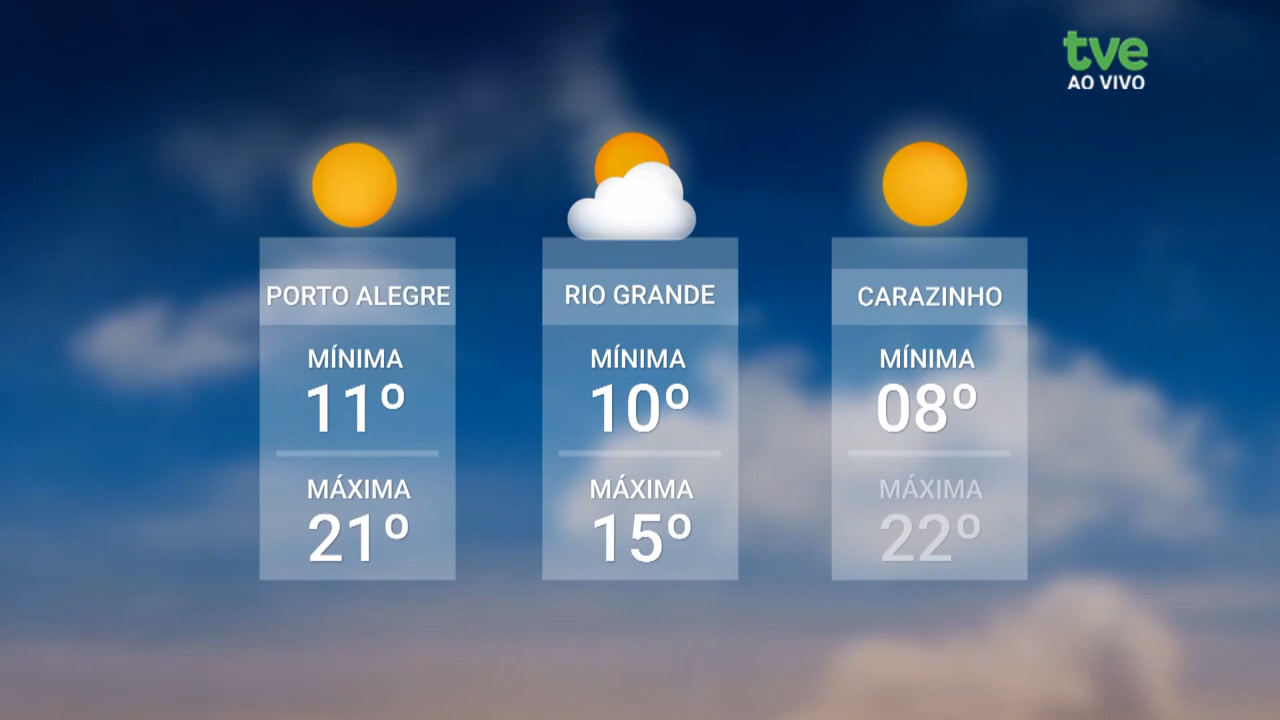 tve
AO VIVO
PORTO ALEGRE
MÍNIMA
11º
MÁXIMA
21º
RIO GRANDE
MÍNIMA
10º
MÁXIMA
15º
CARAZINHO
MÍNIMA
08º
MÁXIMA
22º